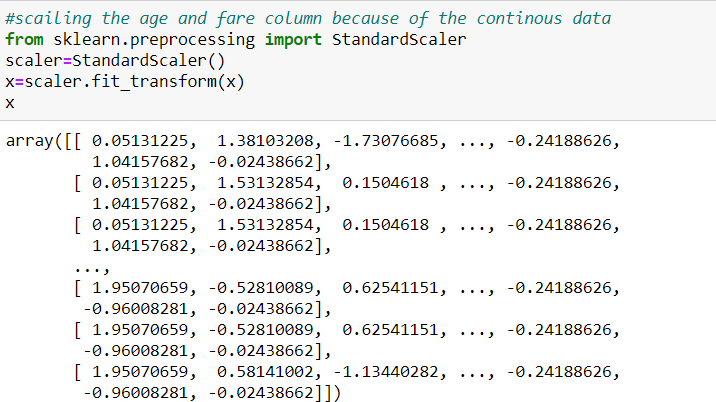 #scailing the age and fare column because of the continous data
from sklearn.preprocessing import StandardScaler
scaler=StandardScaler()
x=scaler.fit_transform(x)
x
array([[ 0.05131225,  1.38103208, -1.73076685, ..., -0.24188626,
         1.04157682, -0.02438662],
       [ 0.05131225,  1.53132854,  0.1504618 , ..., -0.24188626,
         1.04157682, -0.02438662],
       [ 0.05131225,  1.53132854,  0.1504618 , ..., -0.24188626,
         1.04157682, -0.02438662],
       ...,
       [ 1.95070659, -0.52810089,  0.62541151, ..., -0.24188626,
        -0.96008281, -0.02438662],
       [ 1.95070659, -0.52810089,  0.62541151, ..., -0.24188626,
        -0.96008281, -0.02438662],
       [ 1.95070659,  0.58141002, -1.13440282, ..., -0.24188626,
        -0.96008281, -0.02438662]])